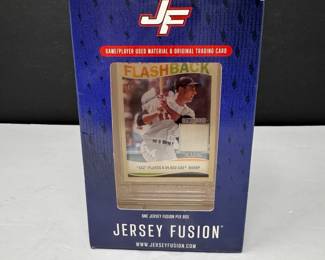 JF
GAME/PLAYER-USED MATERIAL & ORIGINAL TRADING CARD
FLASHBACK
ONE JERSEY FUSION PER BOX
JERSEY FUSION
WWW.JERSEYFUSION.COM